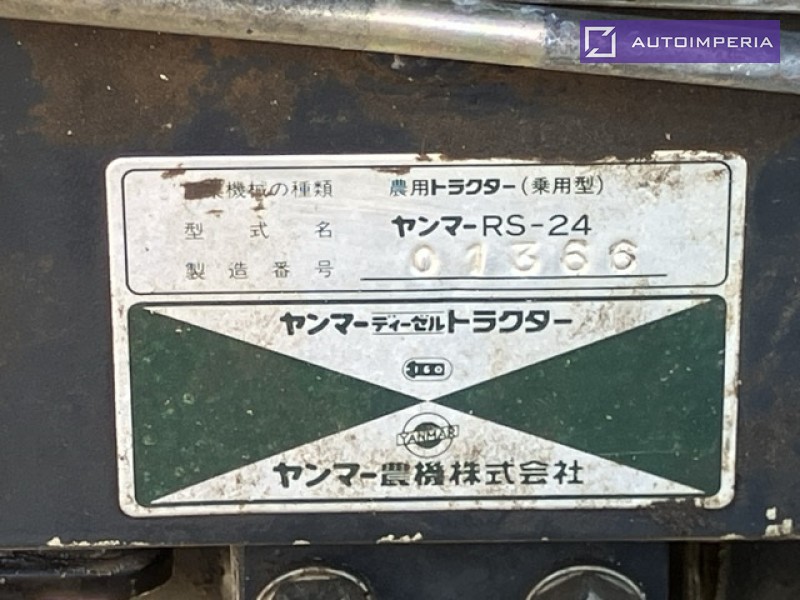 AUTOIMPERIA
機械の種類 農用トラクター(乗用型)
型式名 ヤンマーRS-24
製造番号 01366
ヤンマーディーゼルトラクター
160
YANMAR
ヤンマー農機株式会社